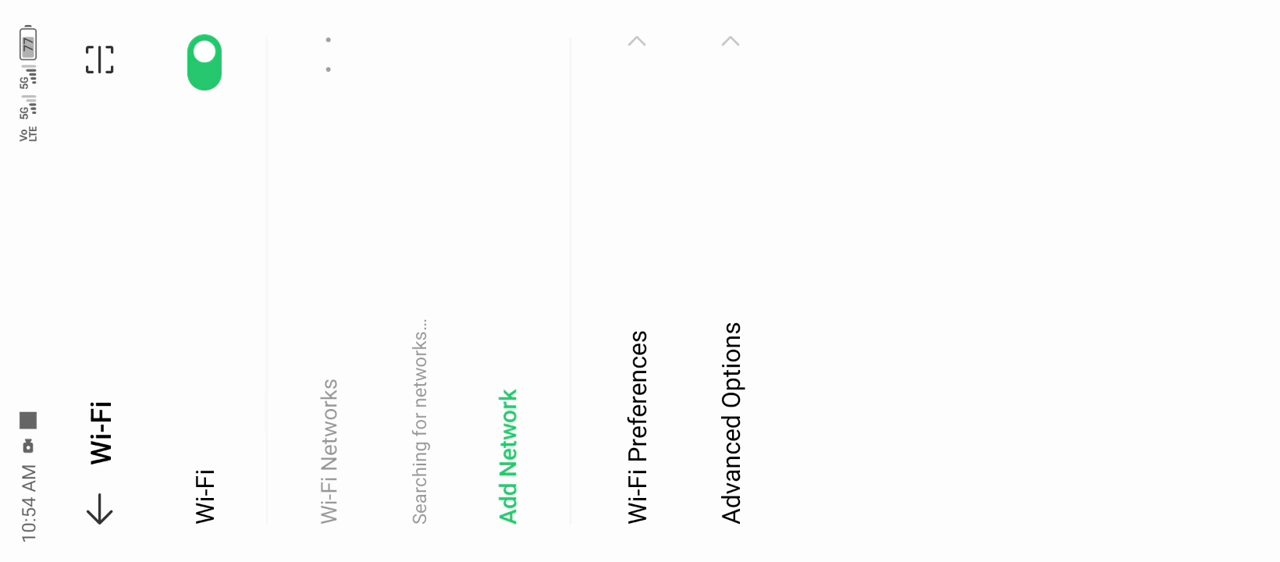 10:54 AM Vo LTE 5G 5G 77
Wi-Fi
Wi-Fi
Wi-Fi Networks
Searching for networks...
Add Network
Wi-Fi Preferences
Advanced Options